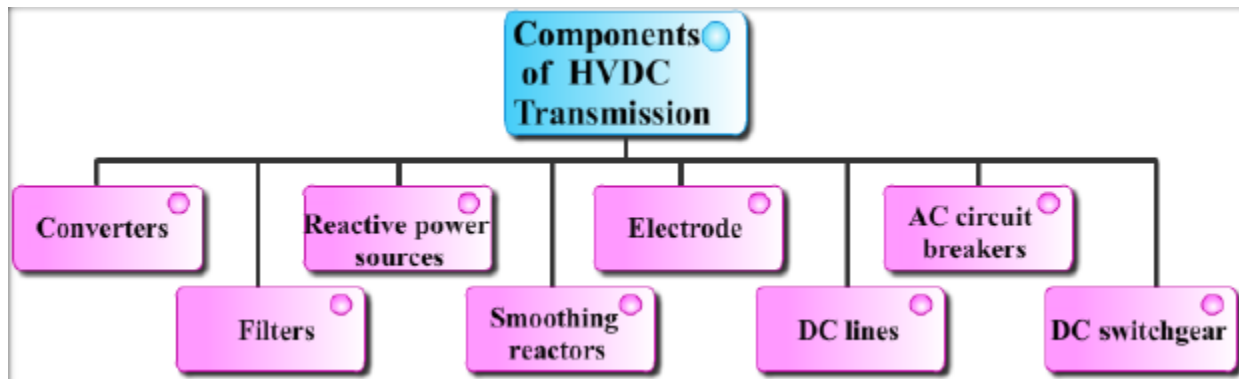 Components
of HVDC
Transmission
Converters
Reactive power
sources
Electrode
AC circuit
breakers
Filters
Smoothing
reactors
DC lines
DC switchgear